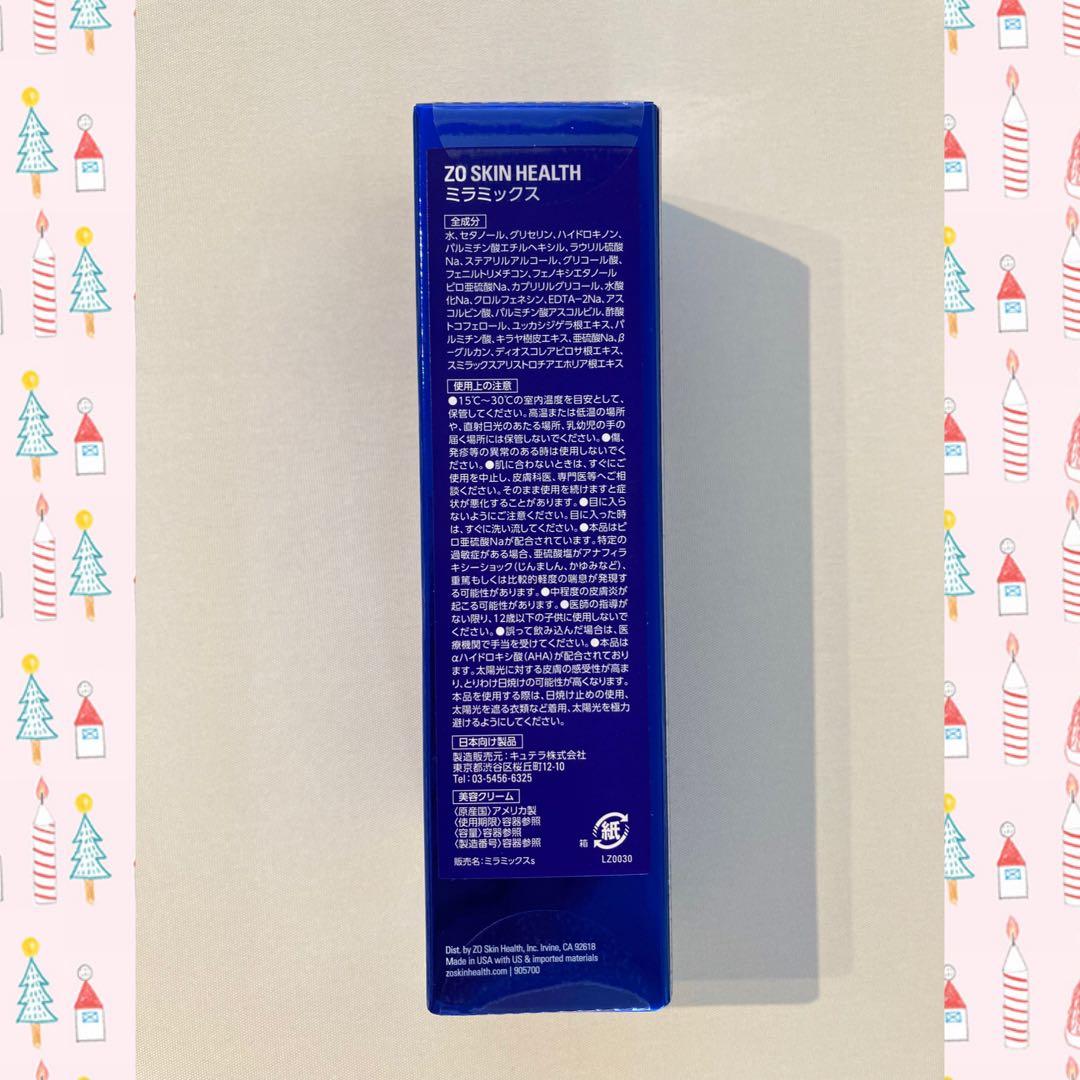 ZO SKIN HEALTH
ミラミックス
全成分
水、セタノール、グリセリン、ハイドロキノン、
パルミチン酸エチルヘキシル、ラウリル硫酸
Na、ステアリルアルコール、グリコール酸、
フェニルトリメチコン、フェノキシエタノール
ピロ亜硫酸Na、カプリリルグリコール、水酸
化Na、クロルフェネシン、EDTA−2Na、アス
コルビン酸、パルミチン酸アスコルビル、酢酸
トコフェロール、ユッカシジゲラ根エキス、パ
ルミチン酸、キラヤ樹皮エキス、亜硫酸Na、β
−グルカン、ディオスコレアビロサ根エキス、
スミラックスアリストロチアエホリア根エキス
使用上の注意
●15℃〜30℃の室内温度を目安として、
保管してください。高温または低温の場所
や、直射日光のあたる場所、乳幼児の手の
届く場所には保管しないでください。●傷、
発疹等の異常のある時は使用しないでく
ださい。●肌に合わないときは、すぐにご
使用を中止し、皮膚科医、専門医等へご相
談ください。そのまま使用を続けますと症
状が悪化することがあります。●目に入ら
ないようにご注意ください。目に入った時
は、すぐに洗い流してください。●本品はピ
ロ亜硫酸Naが配合されています。特定の
過敏症がある場合、亜硫酸塩がアナフィラ
キシーショック(じんましん、かゆみなど)、
重篤もしくは比較的軽度の喘息が発現す
る可能性があります。●中程度の皮膚炎が
起こる可能性があります。●医師の指導が
ない限り、12歳以下の子供に使用しないで
ください。●誤って飲み込んだ場合は、医
療機関で手当を受けてください。●本品は
αハイドロキシ酸(AHA)が配合されており
ます。太陽光に対する皮膚の感受性が高ま
り、とりわけ日焼けの可能性が高くなります。
本品を使用する際は、日焼け止めの使用、
太陽光を遮る衣類など着用、太陽光を極力
避けるようにしてください。
日本向け製品
製造販売元:キュテラ株式会社
東京都渋谷区桜丘町12-10
Tel:03-5456-6325
美容クリーム
〈原産国〉アメリカ製
〈使用期限〉容器参照
〈容量〉容器参照
〈製造番号〉容器参照
販売名:ミラミックスs
紙
箱
LZ0030
Dist. by ZO Skin Health, Inc. Irvine, CA 92618
Made in USA with US & imported materials
zoskinhealth.com | 905700